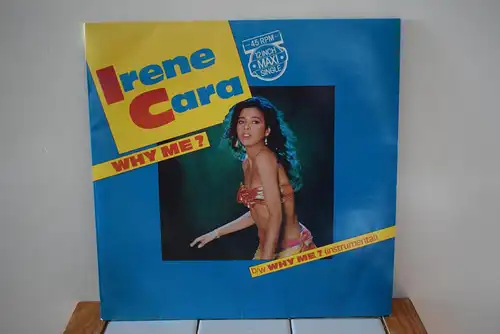 Irene
Cara
WHY ME?
45 RPM
12 INCH
MAXI
SINGLE
b/w WHY ME? (instrumental)